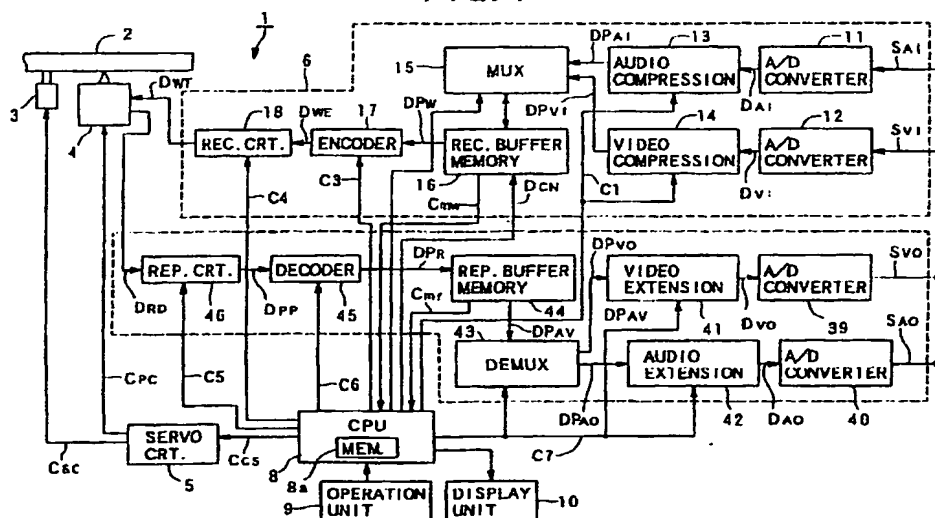 1
2
6
13
11
DPAI
SAI
15
MUX
AUDIO COMPRESSION
A/D CONVERTER
DWT
DAI
3
4
18
DWE
17
DPW
DPVI
14
12
SVI
REC. CRT.
ENCODER
REC. BUFFER MEMORY
VIDEO COMPRESSION
A/D CONVERTER
16
C4
C3
Cmw
DCN
C1
DVI
DPVO
SVO
REP. CRT.
DECODER
DPR
REP. BUFFER MEMORY
VIDEO EXTENSION
A/D CONVERTER
DRD
46
DPP
45
Cmr
44
DPAV
41
DPAV
DVO
39
43
SAO
DEMUX
AUDIO EXTENSION
A/D CONVERTER
CPC
C5
C6
DPAO
42
DAO
40
CPU
MEM.
8
8a
C7
CSC
SERVO CRT.
CCS
5
9
OPERATION UNIT
DISPLAY UNIT
10